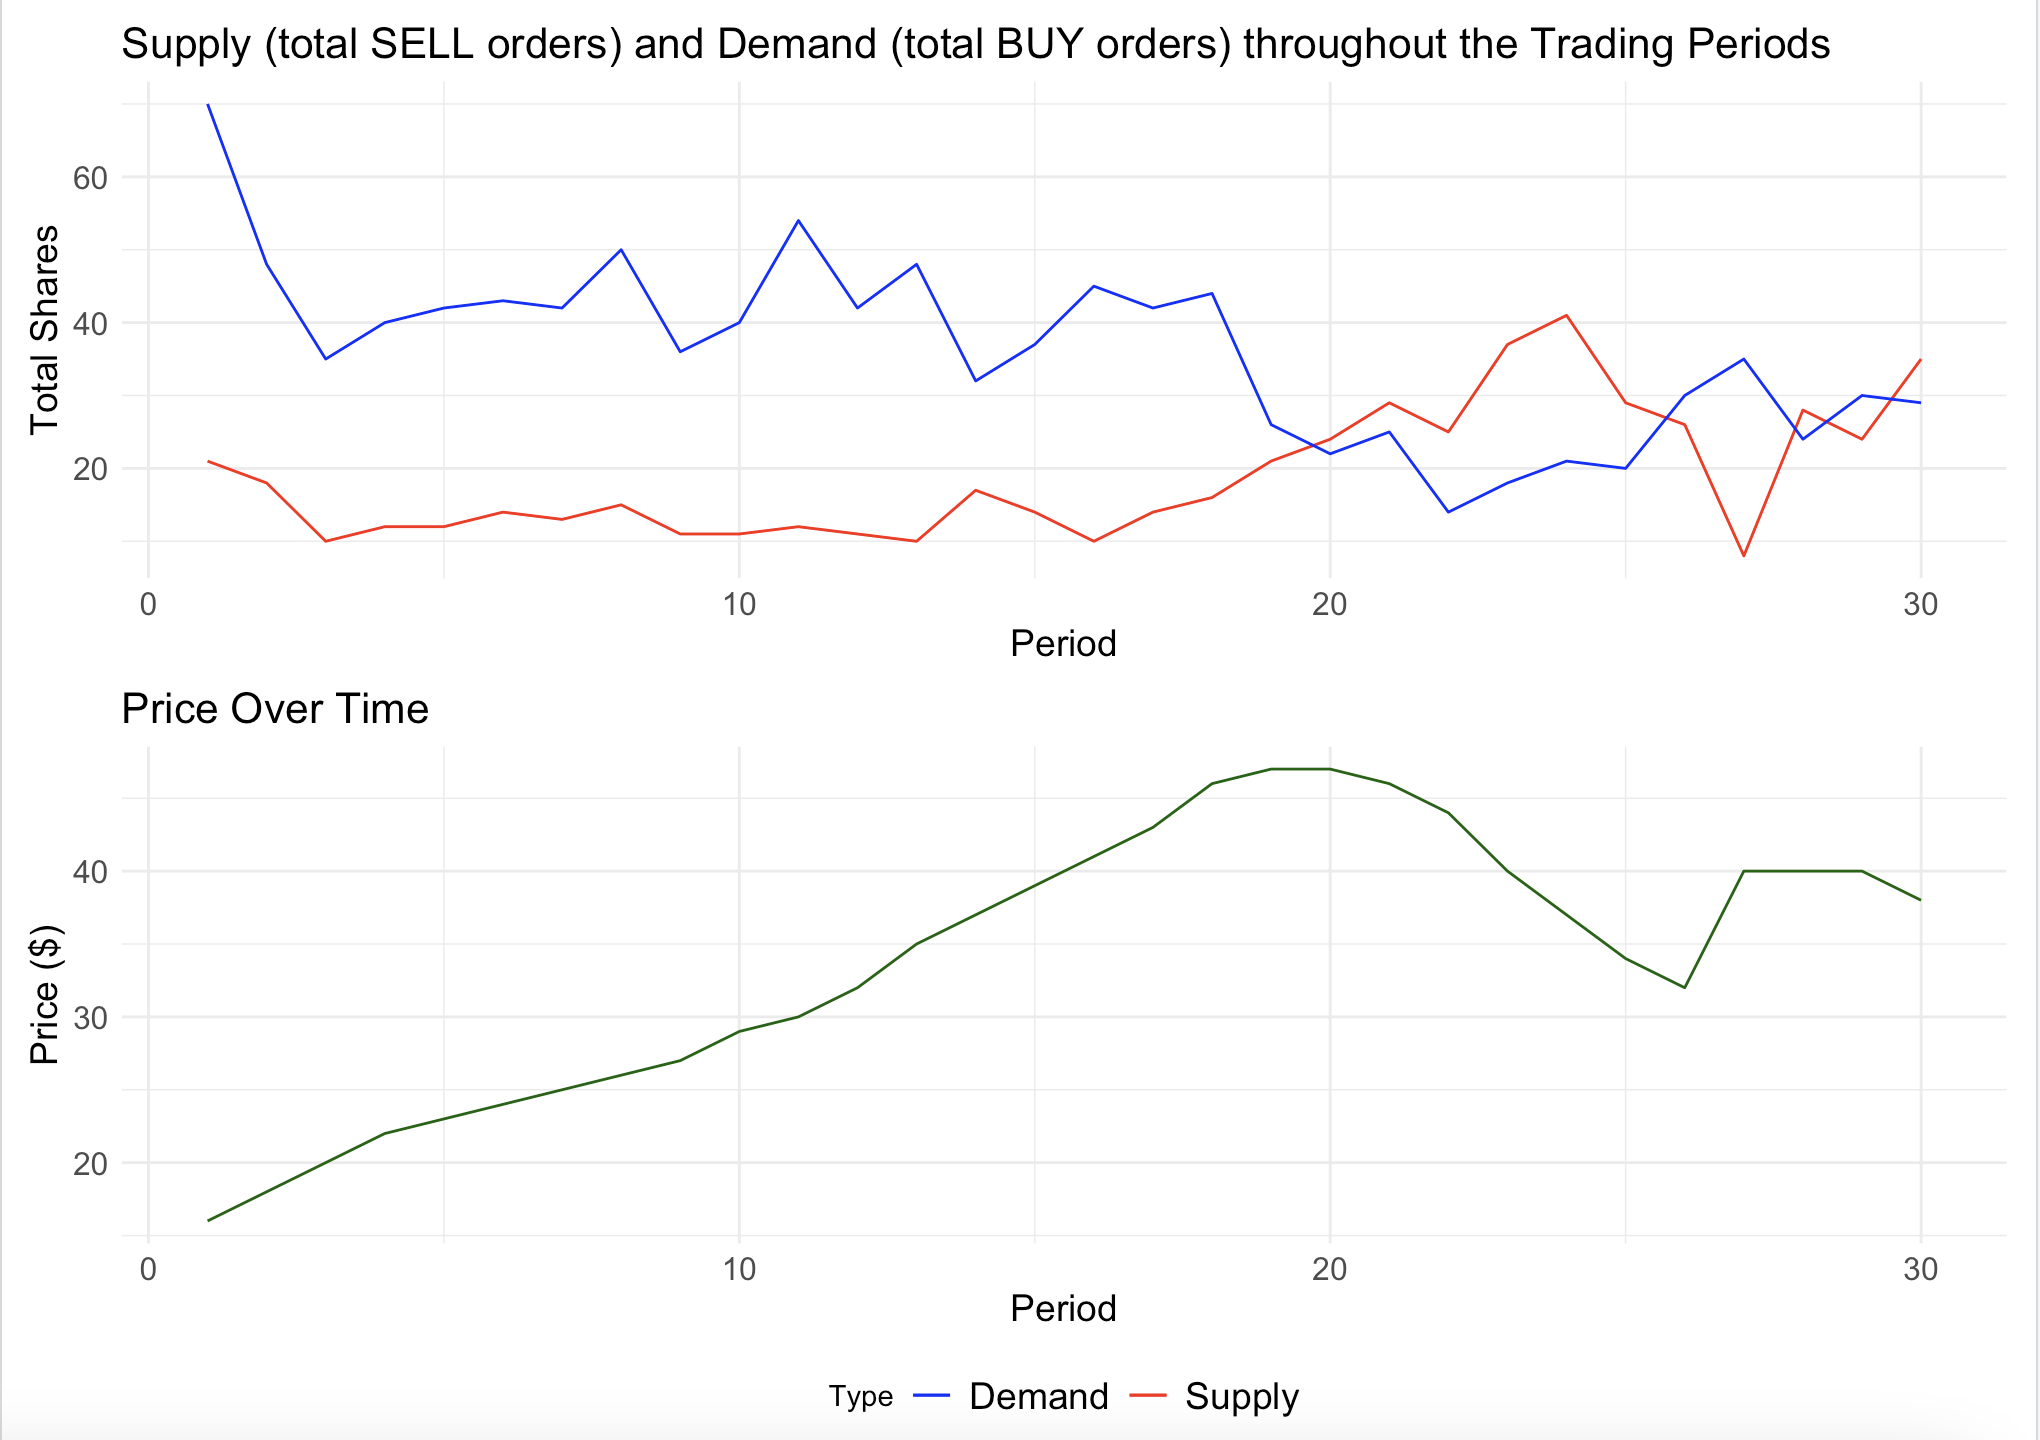 Supply (total SELL orders) and Demand (total BUY orders) throughout the Trading Periods
Total Shares
60
40
20
0 10 20 30
Period
Price Over Time
Price ($)
40
30
20
0 10 20 30
Period
Type Demand Supply